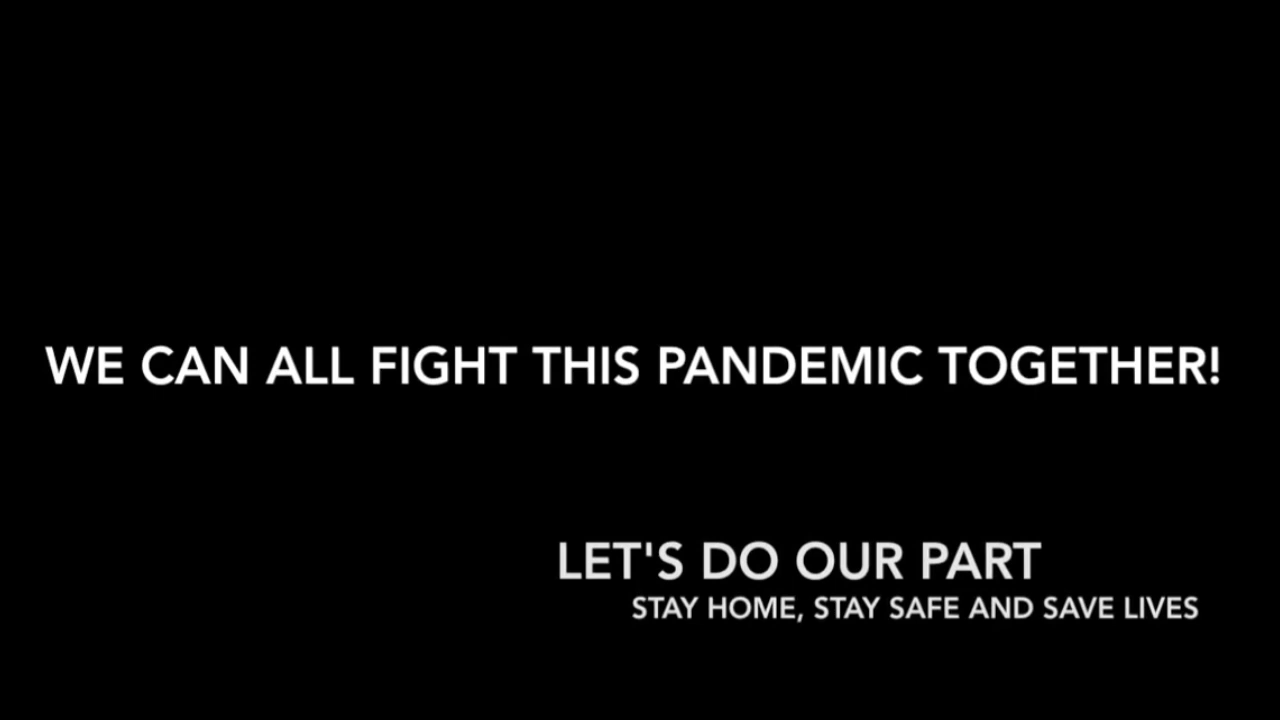 WE CAN ALL FIGHT THIS PANDEMIC TOGETHER!
LET'S DO OUR PART
STAY HOME, STAY SAFE AND SAVE LIVES